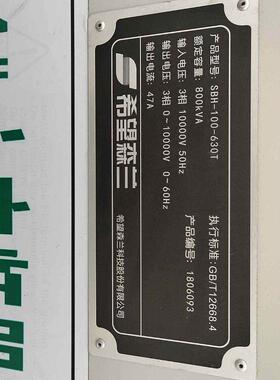 希望森兰
产品型号: SBH-100-630T
额定容量: 800kVA
输入电压: 3相 10000V 50Hz
输出电压: 3相 0~10000V 0~60Hz
输出电流: 47A
执行标准: GB/T12668.4
产品编号: 1806093
希望森兰科技股份有限公司